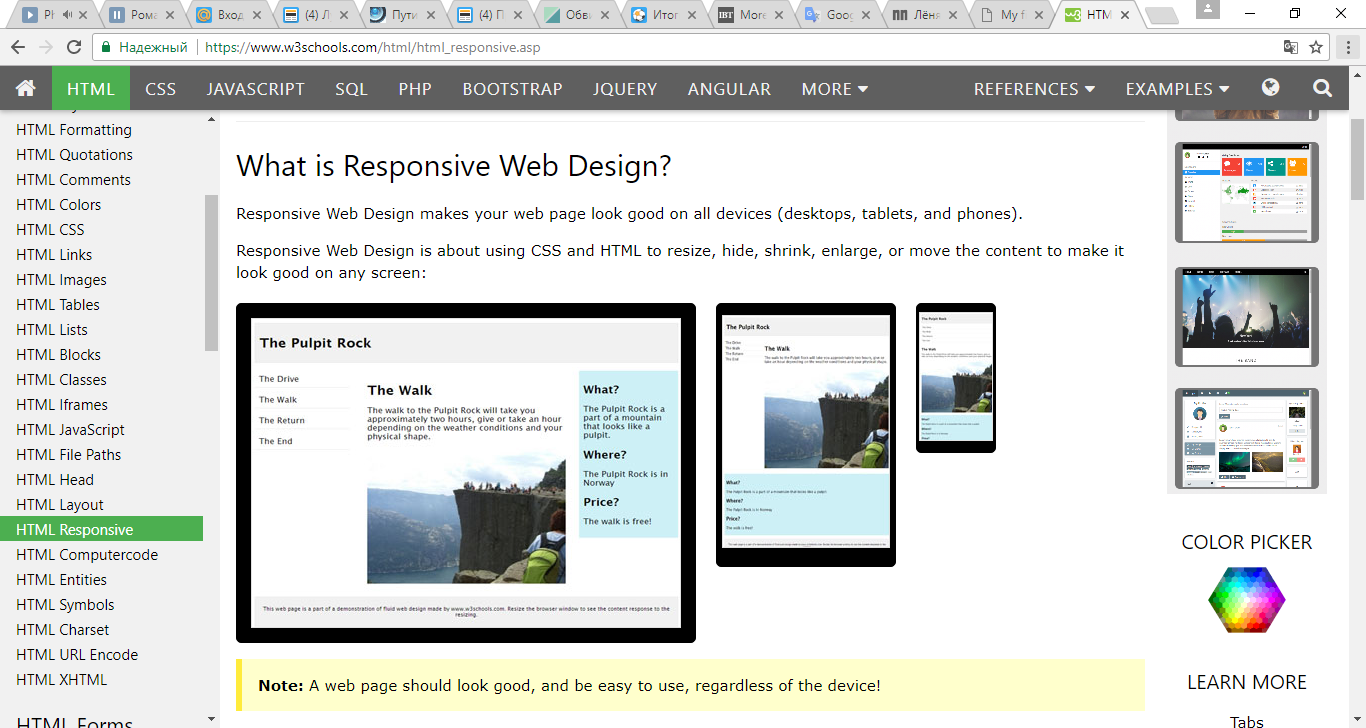 Рома
Вход
(4) Л
Пути
(4) П
Обви
Итог
IBT More
Goog
Лёня
My f
HTM
Надежный https://www.w3schools.com/html/html_responsive.asp
HTML CSS JAVASCRIPT SQL PHP BOOTSTRAP JQUERY ANGULAR MORE REFERENCES EXAMPLES
HTML Formatting
HTML Quotations
HTML Comments
HTML Colors
HTML CSS
HTML Links
HTML Images
HTML Tables
HTML Lists
HTML Blocks
HTML Classes
HTML Iframes
HTML JavaScript
HTML File Paths
HTML Head
HTML Layout
HTML Responsive
HTML Computercode
HTML Entities
HTML Symbols
HTML Charset
HTML URL Encode
HTML XHTML
HTML Forms
What is Responsive Web Design?
Responsive Web Design makes your web page look good on all devices (desktops, tablets, and phones).
Responsive Web Design is about using CSS and HTML to resize, hide, shrink, enlarge, or move the content to make it
look good on any screen:
The Pulpit Rock
The Drive
The Walk
The Return
The End
The Walk
The walk to the Pulpit Rock will take you
approximately two hours, give or take an hour
depending on the weather conditions and your
physical shape.
What?
The Pulpit Rock is a
part of a mountain
that looks like a
pulpit.
Where?
The Pulpit Rock is in
Norway
Price?
The walk is free!
This web page is a part of a demonstration of fluid web design made by www.w3schools.com. Resize the browser window to see the content response to the
resizing.
The Pulpit Rock
The Drive
The Walk
The Return
The End
The Walk
The walk to the Pulpit Rock will take you approximately two hours, give or
take an hour depending on the weather conditions and your physical shape.
What?
The Pulpit Rock is a part of a mountain that looks like a pulpit.
Where?
The Pulpit Rock is in Norway
Price?
The walk is free!
The Pulpit Rock
The Walk
What?
Where?
Note: A web page should look good, and be easy to use, regardless of the device!
COLOR PICKER
LEARN MORE
Tabs